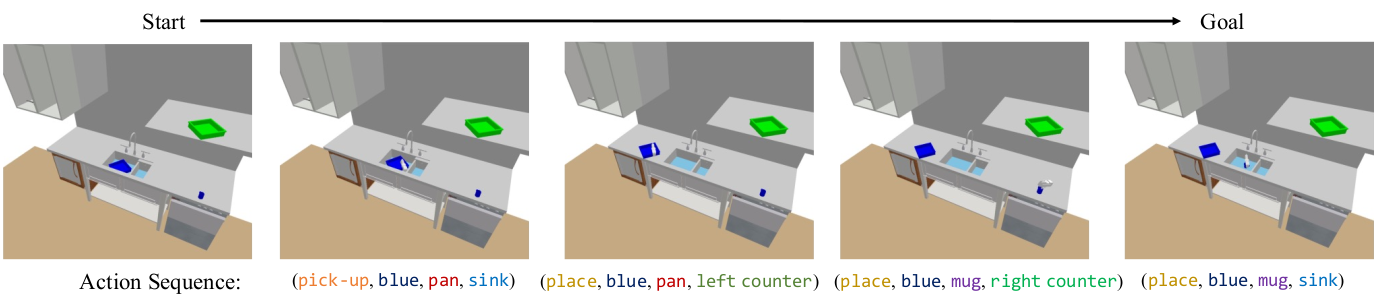 Start Goal
Action Sequence: (pick-up, blue, pan, sink) (place, blue, pan, left counter) (place, blue, mug, right counter) (place, blue, mug, sink)